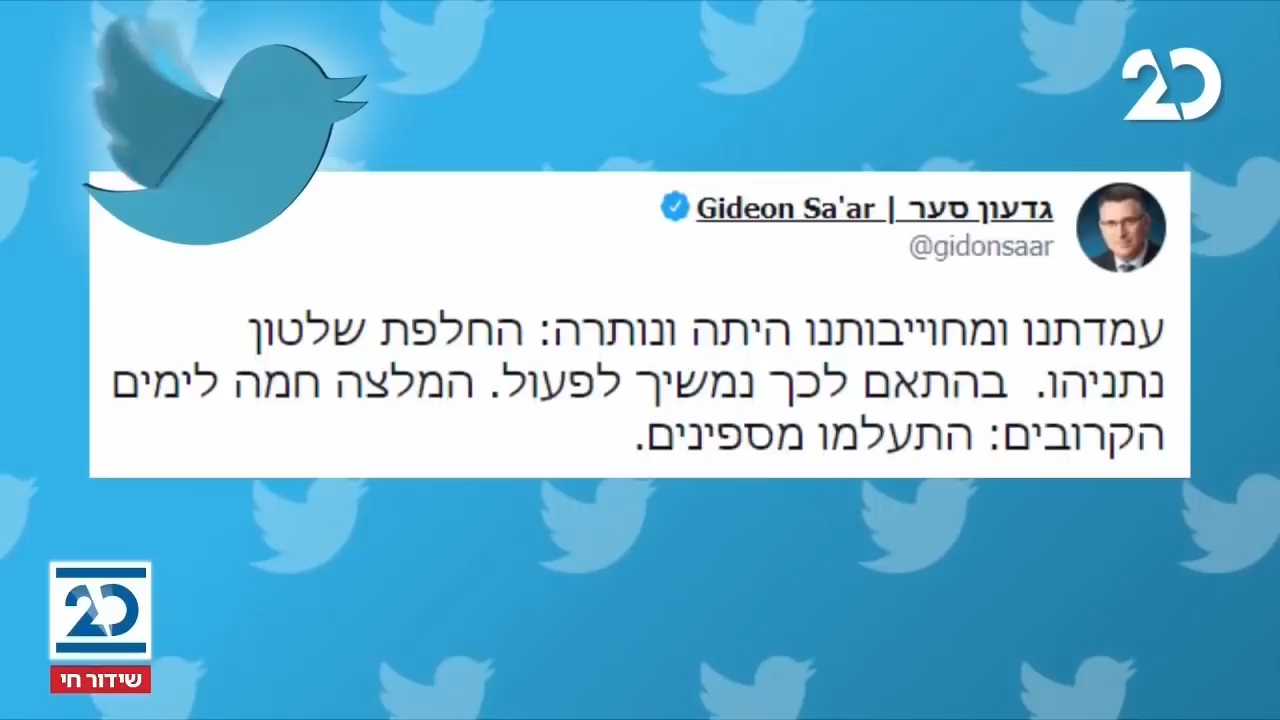 20
גדעון סער | Gideon Sa'ar
@gidonsaar
עמדתנו ומחוייבותנו היתה ונותרה: החלפת שלטון
נתניהו.  בהתאם לכך נמשיך לפעול. המלצה חמה לימים
הקרובים: התעלמו מספינים.
20
שידור חי